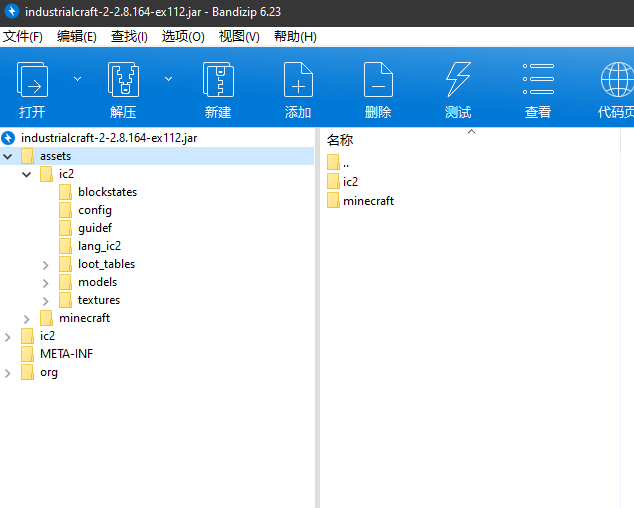 industrialcraft-2-2.8.164-ex112.jar - Bandizip 6.23
文件(F) 编辑(E) 查找(I) 选项(O) 视图(V) 帮助(H)
打开 解压 新建 添加 删除 测试 查看 代码页
industrialcraft-2-2.8.164-ex112.jar
assets
ic2
blockstates
config
guidef
lang_ic2
loot_tables
models
textures
minecraft
ic2
META-INF
org
名称
..
ic2
minecraft